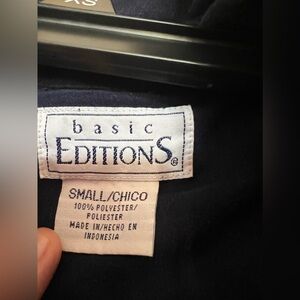 XS
basic
EDITIONS®
SMALL/CHICO
100% POLYESTER/
POLIESTER
MADE IN/HECHO EN
INDONESIA